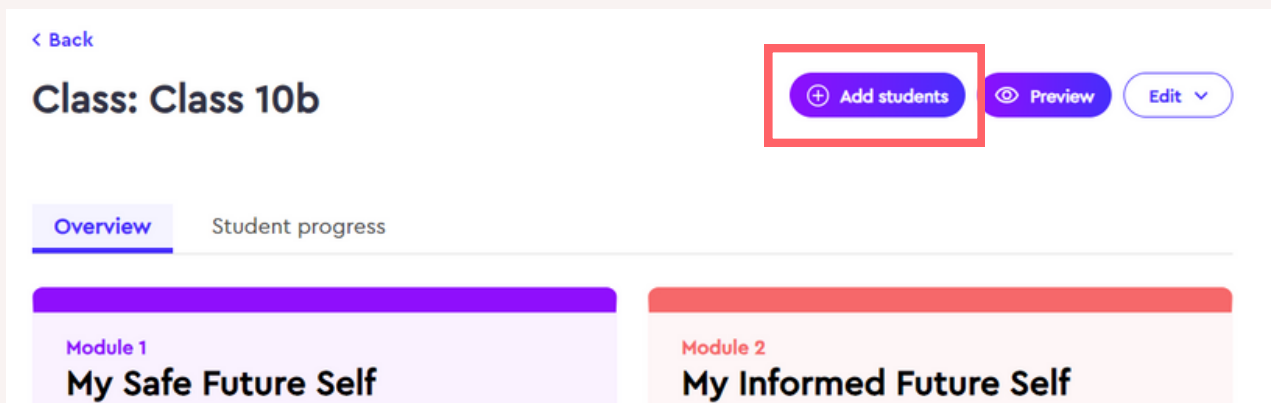 < Back
Class: Class 10b
Add students
Preview
Edit
Overview
Student progress
Module 1
My Safe Future Self
Module 2
My Informed Future Self